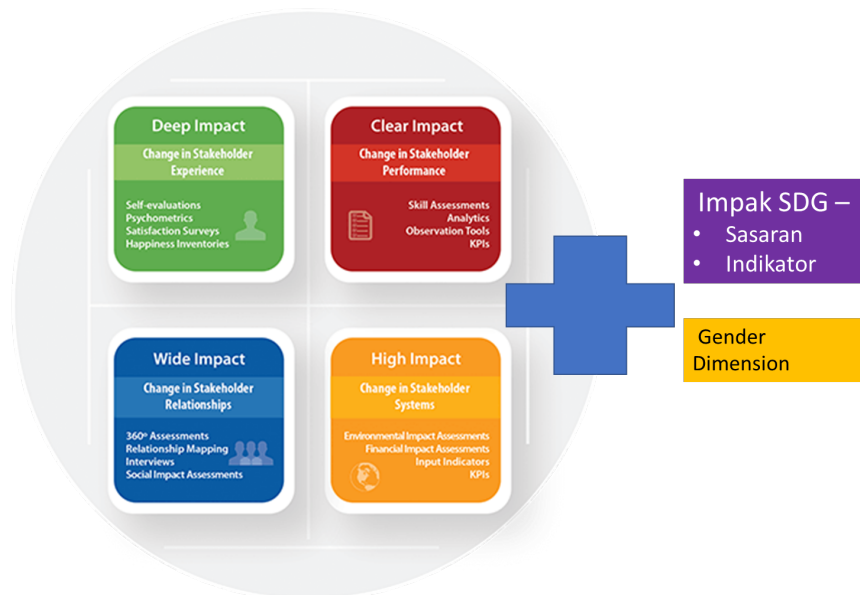 Deep Impact
Change in Stakeholder
Experience
Self-evaluations
Psychometrics
Satisfaction Surveys
Happiness Inventories
Clear Impact
Change in Stakeholder
Performance
Skill Assessments
Analytics
Observation Tools
KPIs
Wide Impact
Change in Stakeholder
Relationships
360° Assessments
Relationship Mapping
Interviews
Social Impact Assessments
High Impact
Change in Stakeholder
Systems
Environmental Impact Assessments
Financial Impact Assessments
Input Indicators
KPIs
Impak SDG –
• Sasaran
• Indikator
Gender
Dimension